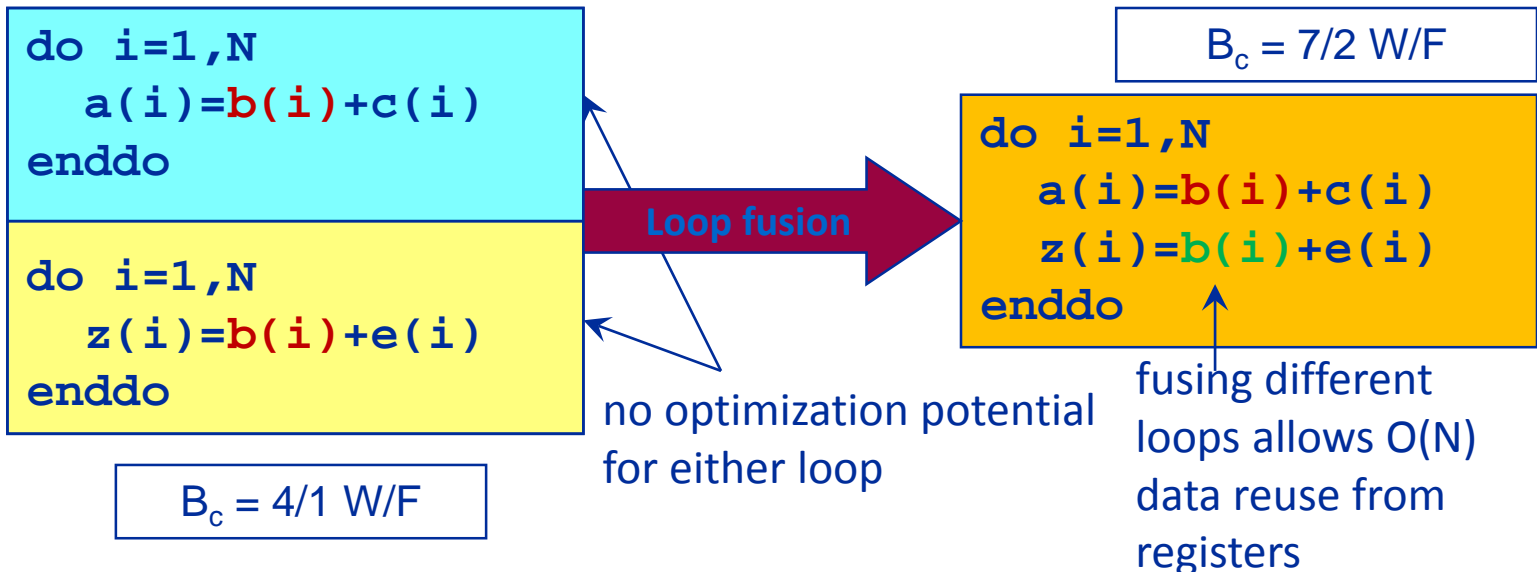 do i=1,N
a(i)=b(i)+c(i)
enddo
do i=1,N
z(i)=b(i)+e(i)
enddo
Bc = 4/1 W/F
Loop fusion
no optimization potential
for either loop
Bc = 7/2 W/F
do i=1,N
a(i)=b(i)+c(i)
z(i)=b(i)+e(i)
enddo
fusing different
loops allows O(N)
data reuse from
registers